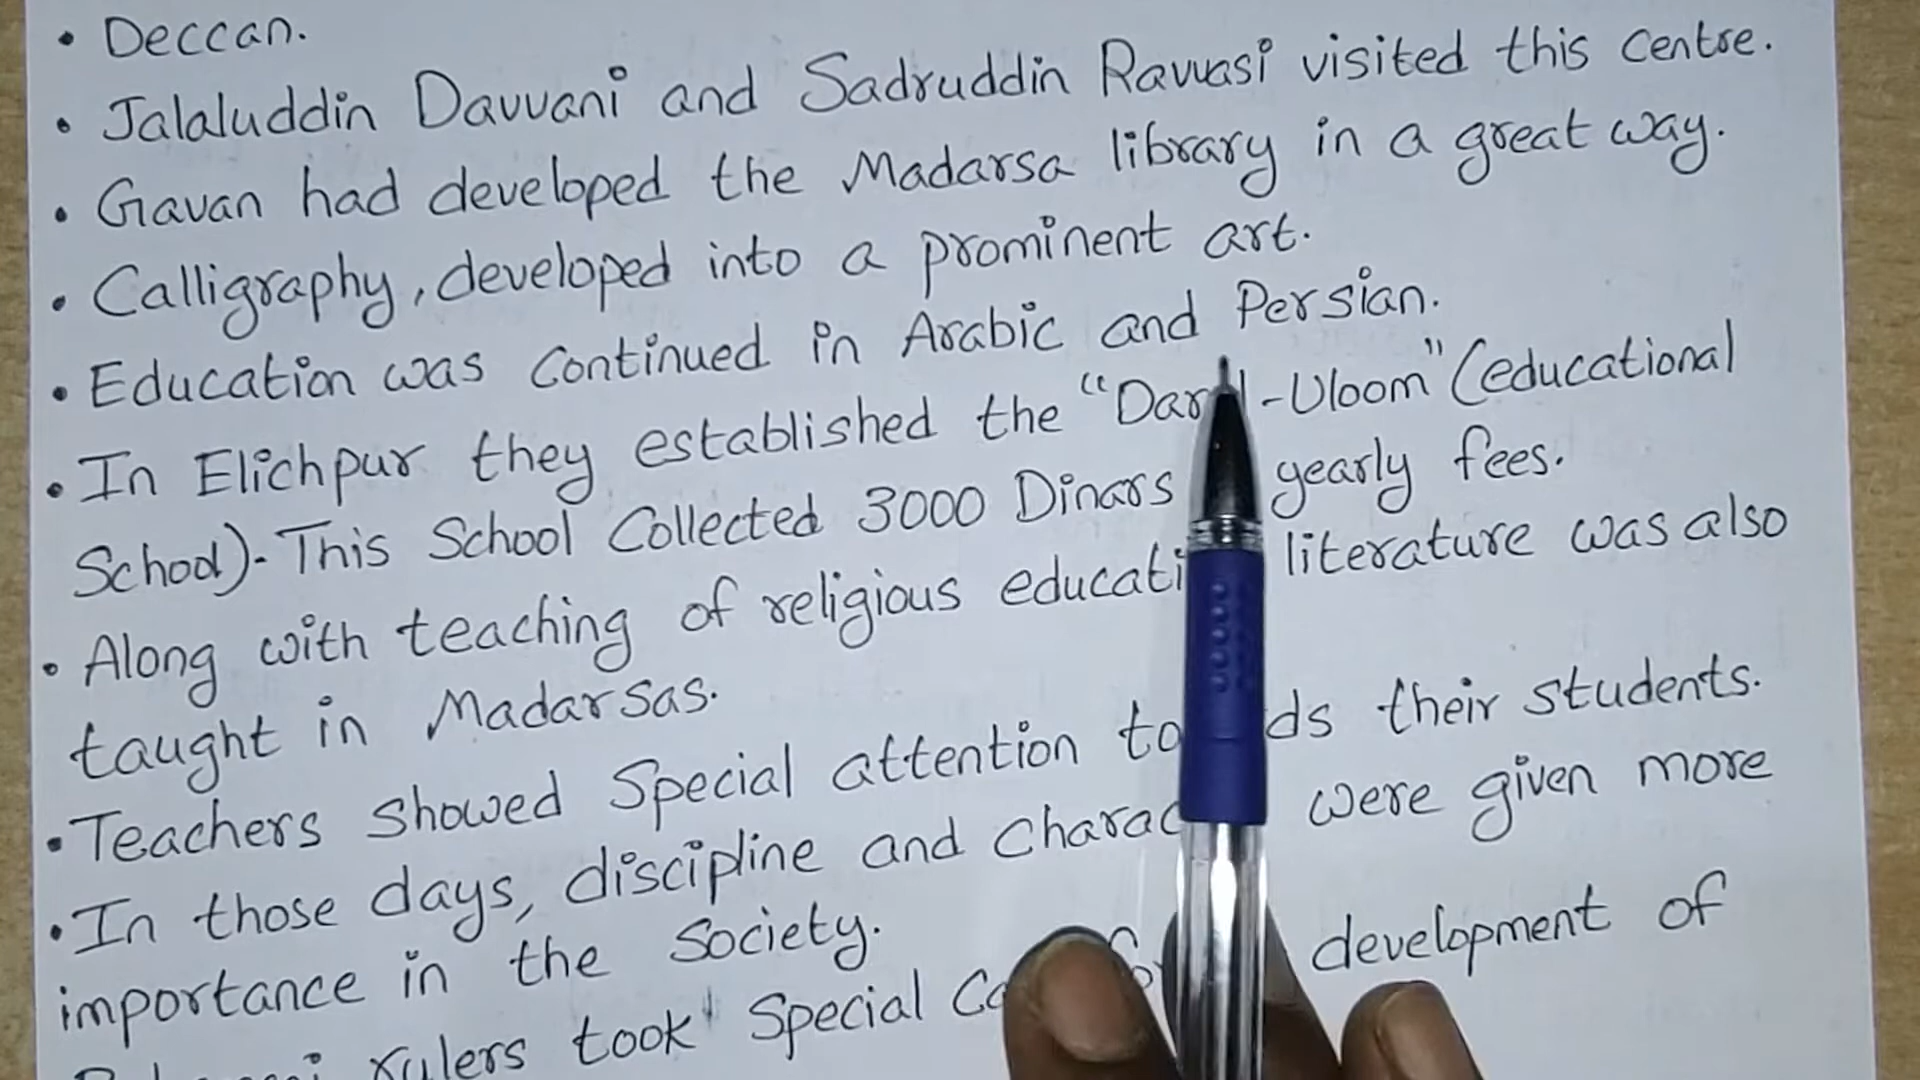 • Deccan.
• Jalaluddin Davvani and Sadruddin Ravvasi visited this Centre.
• Gavan had developed the Madarsa library in a great way.
• Calligraphy, developed into a prominent art.
• Education was continued in Arabic and Persian.
• In Elichpur they established the "Dar-Uloom" (educational
School)- This School Collected 3000 Dinars yearly fees.
• Along with teaching of religious literature was also
taught in Madarsas.
• Teachers showed Special attention their students.
• In those days, discipline and were given more
importance in the Society.
rulers took Special development of